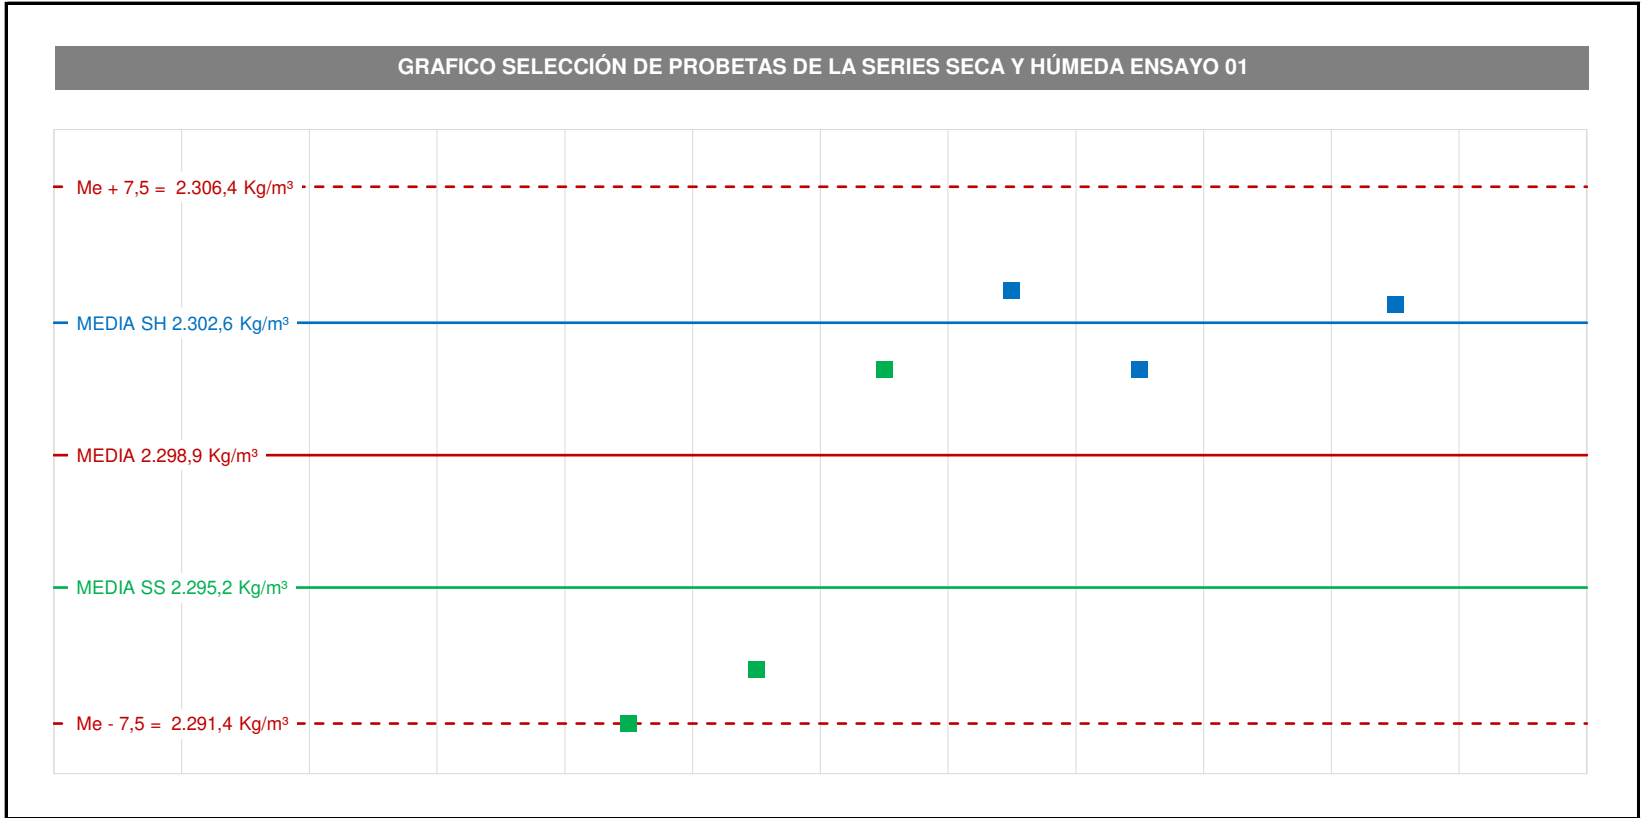 GRAFICO SELECCIÓN DE PROBETAS DE LA SERIES SECA Y HÚMEDA ENSAYO 01
Me + 7,5 = 2.306,4 Kg/m³
MEDIA SH 2.302,6 Kg/m³
MEDIA 2.298,9 Kg/m³
MEDIA SS 2.295,2 Kg/m³
Me - 7,5 = 2.291,4 Kg/m³